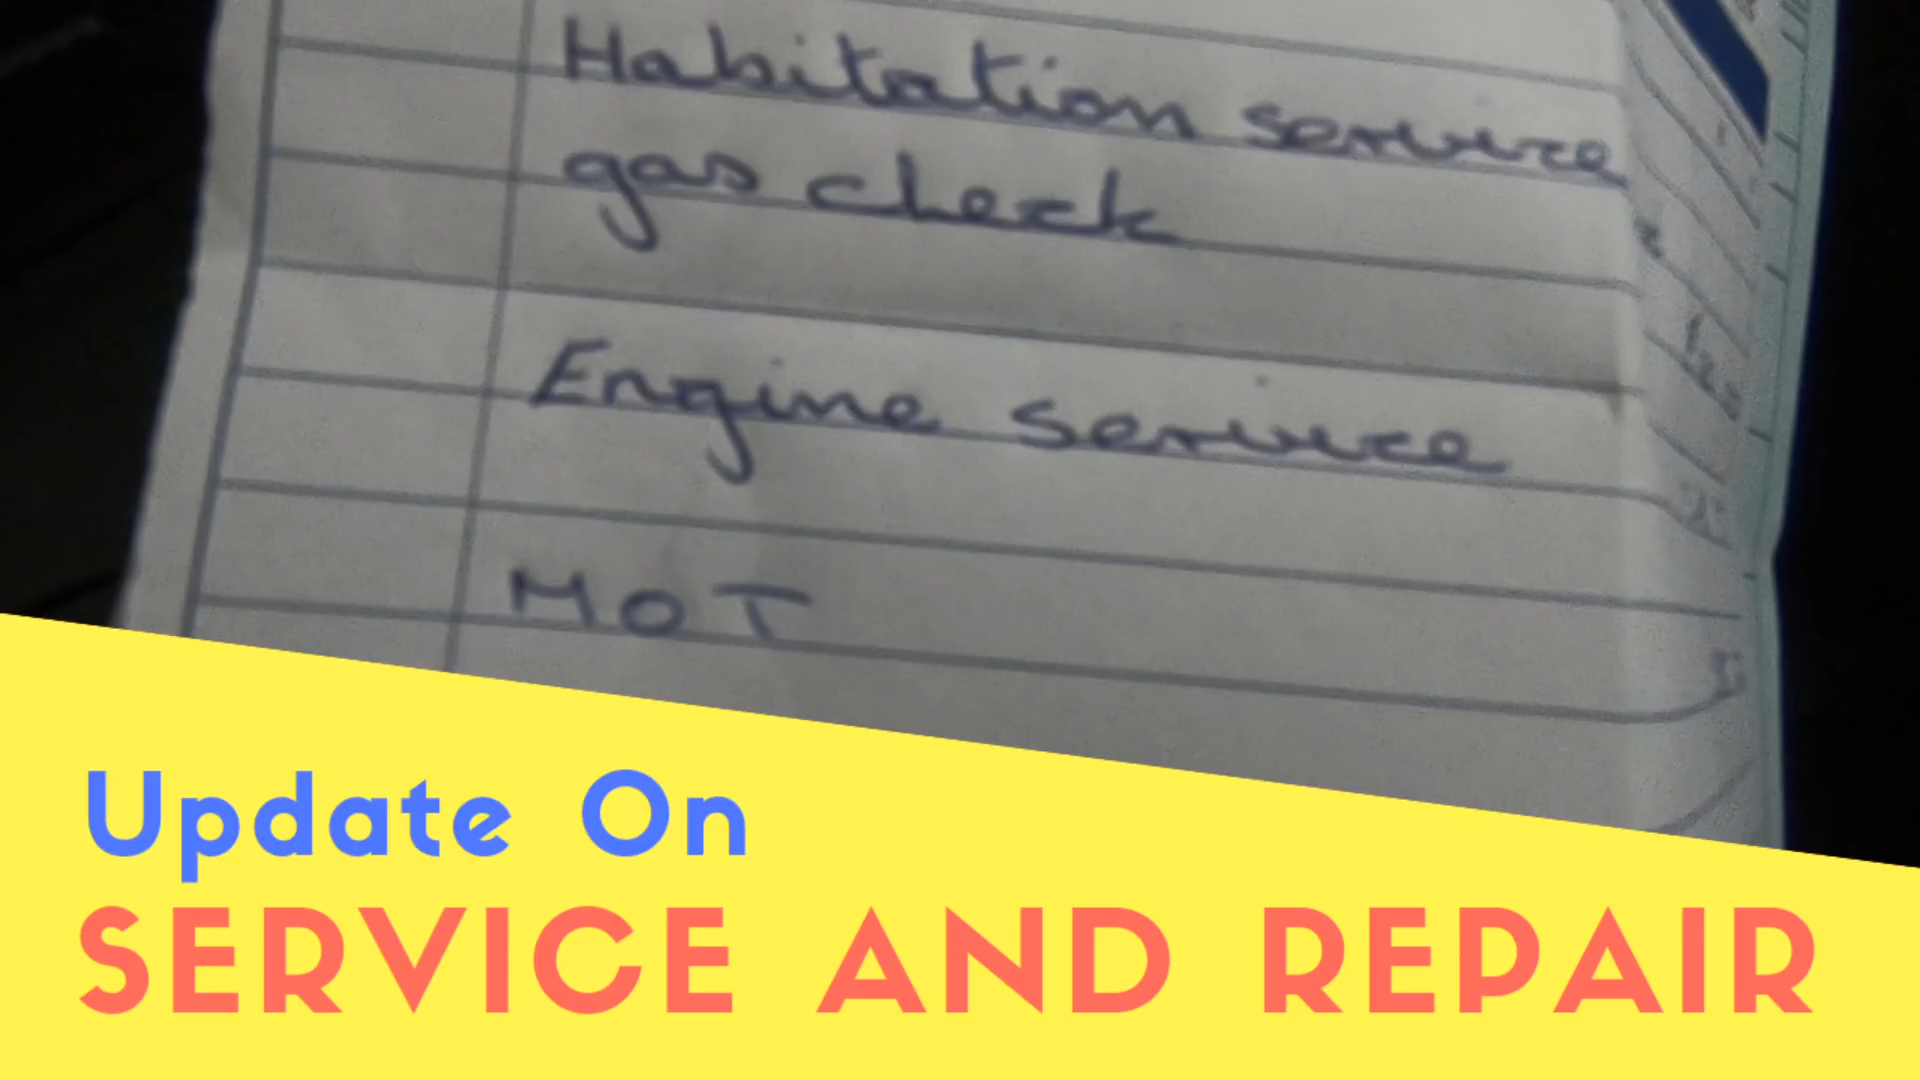 Habitation service
gas check
Engine service
MOT
Update On
SERVICE AND REPAIR